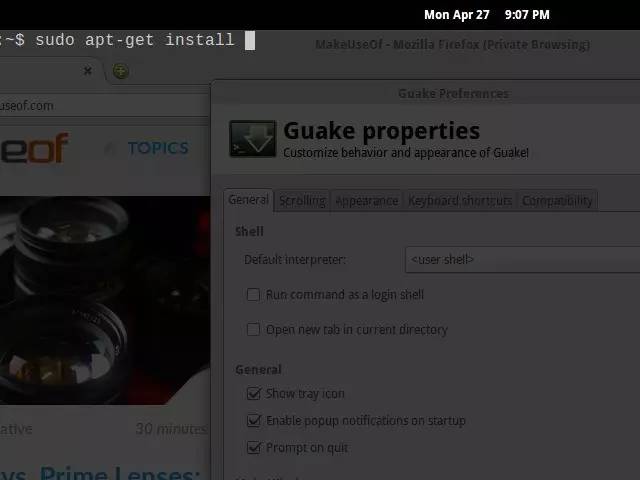 Mon Apr 27 9:07 PM
:~$ sudo apt-get install
MakeUseOf - Mozilla Firefox (Private Browsing)
useof.com
Guake Preferences
Guake properties
Customize behavior and appearance of Guake!
eof TOPICS
General Scrolling Appearance Keyboard shortcuts Compatibility
Shell
Default interpreter: <user shell>
Run command as a login shell
Open new tab in current directory
General
Show tray icon
ative 30 minutes
Enable popup notifications on startup
Prompt on quit
vs. Prime Lenses: